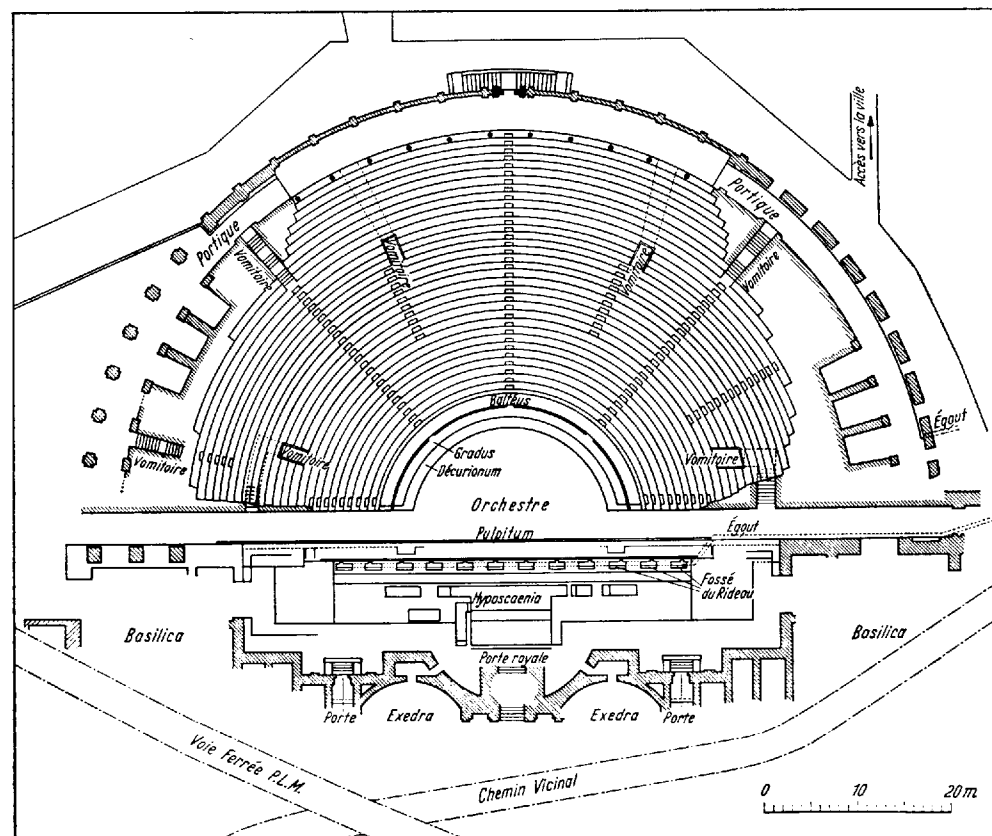 Accès vers la ville
Portique
Portique
Vomitoire
Vomitoire
Vomitoire
Vomitoire
Balteus
Égout
Gradus
Décurionum
Vomitoire
Vomitoire
Vomitoire
Orchestre
Pulpitum
Égout
Fossé
du Rideau
Hyposcaenia
Basilica
Basilica
Porte royale
Porte
Exedra
Exedra
Porte
Voie Ferrée P.L.M.
Chemin Vicinal
0 10 20 m